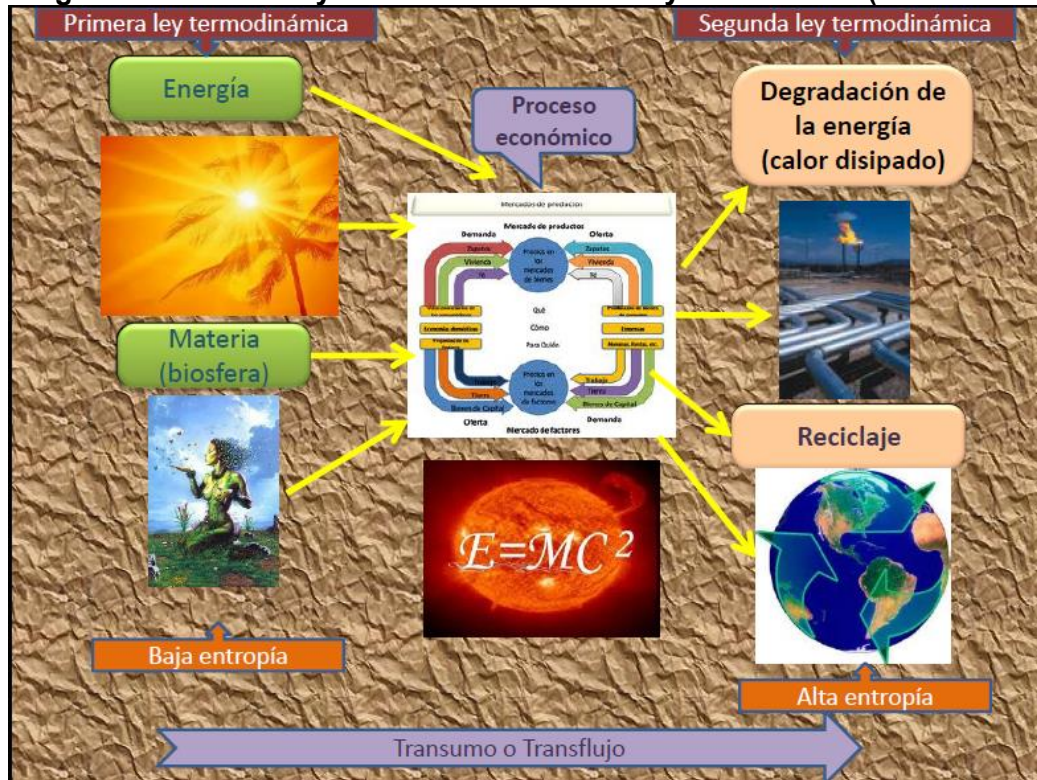 Primera ley termodinámica
Segunda ley termodinámica
Energía
Proceso
económico
Degradación de
la energía
(calor disipado)
Mercados de producción
Mercado de productos
Demanda
Oferta
Zapatos
Vivienda
Precios en
los
mercados
de bienes
Zapatos
Vivienda
Qué
Cómo
Para Quién
Economía doméstica
Empresas
Trabajo
Tierra
Bienes de Capital
Precios en
los
mercados
de factores
Trabajo
Tierra
Bienes de Capital
Oferta
Demanda
Mercado de factores
Materia
(biosfera)
Reciclaje
E=MC²
Baja entropía
Alta entropía
Transumo o Transflujo